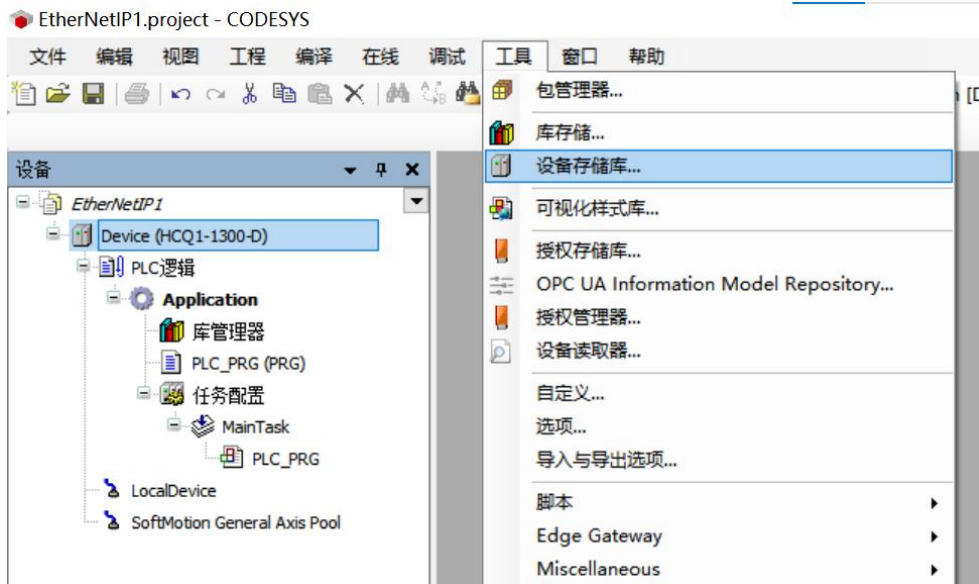 EtherNetIP1.project - CODESYS
文件 编辑 视图 工程 编译 在线 调试 工具 窗口 帮助
设备
EtherNetIP1
Device (HCQ1-1300-D)
PLC逻辑
Application
库管理器
PLC_PRG (PRG)
任务配置
MainTask
PLC_PRG
LocalDevice
SoftMotion General Axis Pool
包管理器...
库存储...
设备存储库...
可视化样式库...
授权存储库...
OPC UA Information Model Repository...
授权管理器...
设备读取器...
自定义...
选项...
导入与导出选项...
脚本
Edge Gateway
Miscellaneous